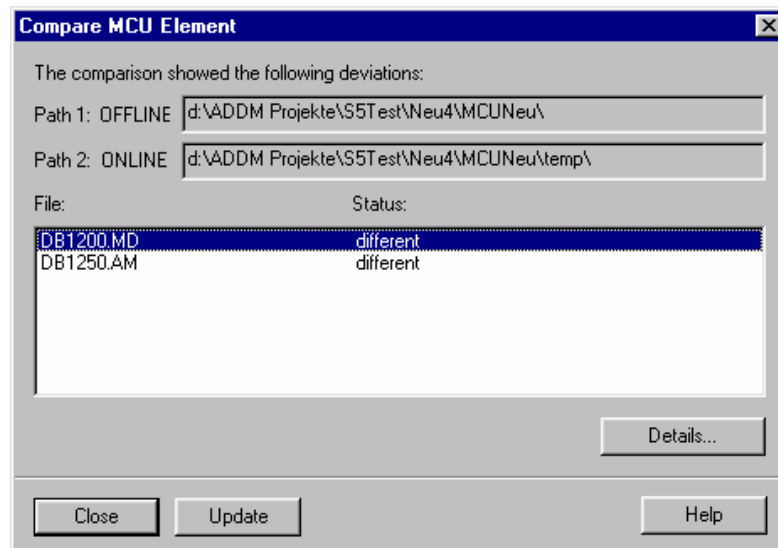 Compare MCU Element
The comparison showed the following deviations:
Path 1: OFFLINE d:\ADDM Projekte\S5Test\Neu4\MCUNeu\
Path 2: ONLINE d:\ADDM Projekte\S5Test\Neu4\MCUNeu\temp\
File: Status:
DB1200.MD different
DB1250.AM different
Details...
Close Update Help